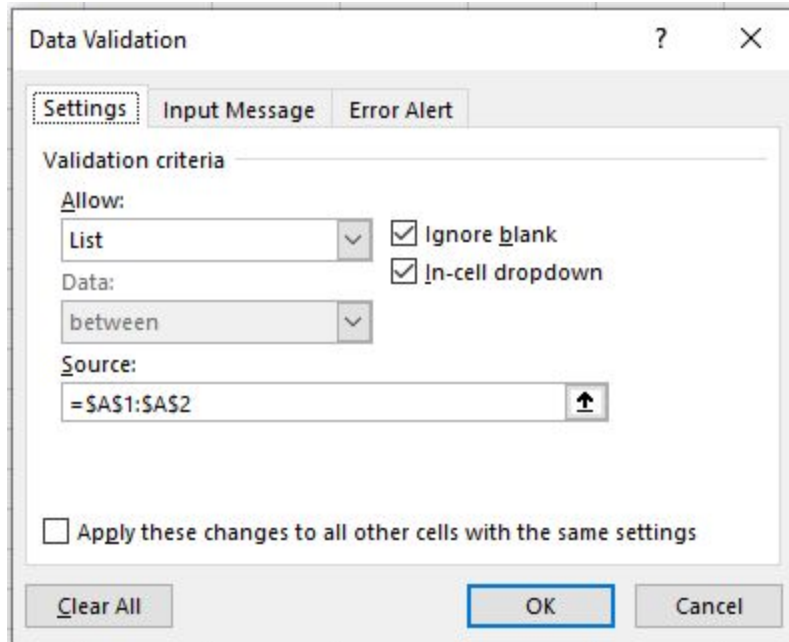 Data Validation ? X
Settings Input Message Error Alert
Validation criteria
Allow:
List
Ignore blank
Data:
In-cell dropdown
between
Source:
=$A$1:$A$2
Apply these changes to all other cells with the same settings
Clear All OK Cancel